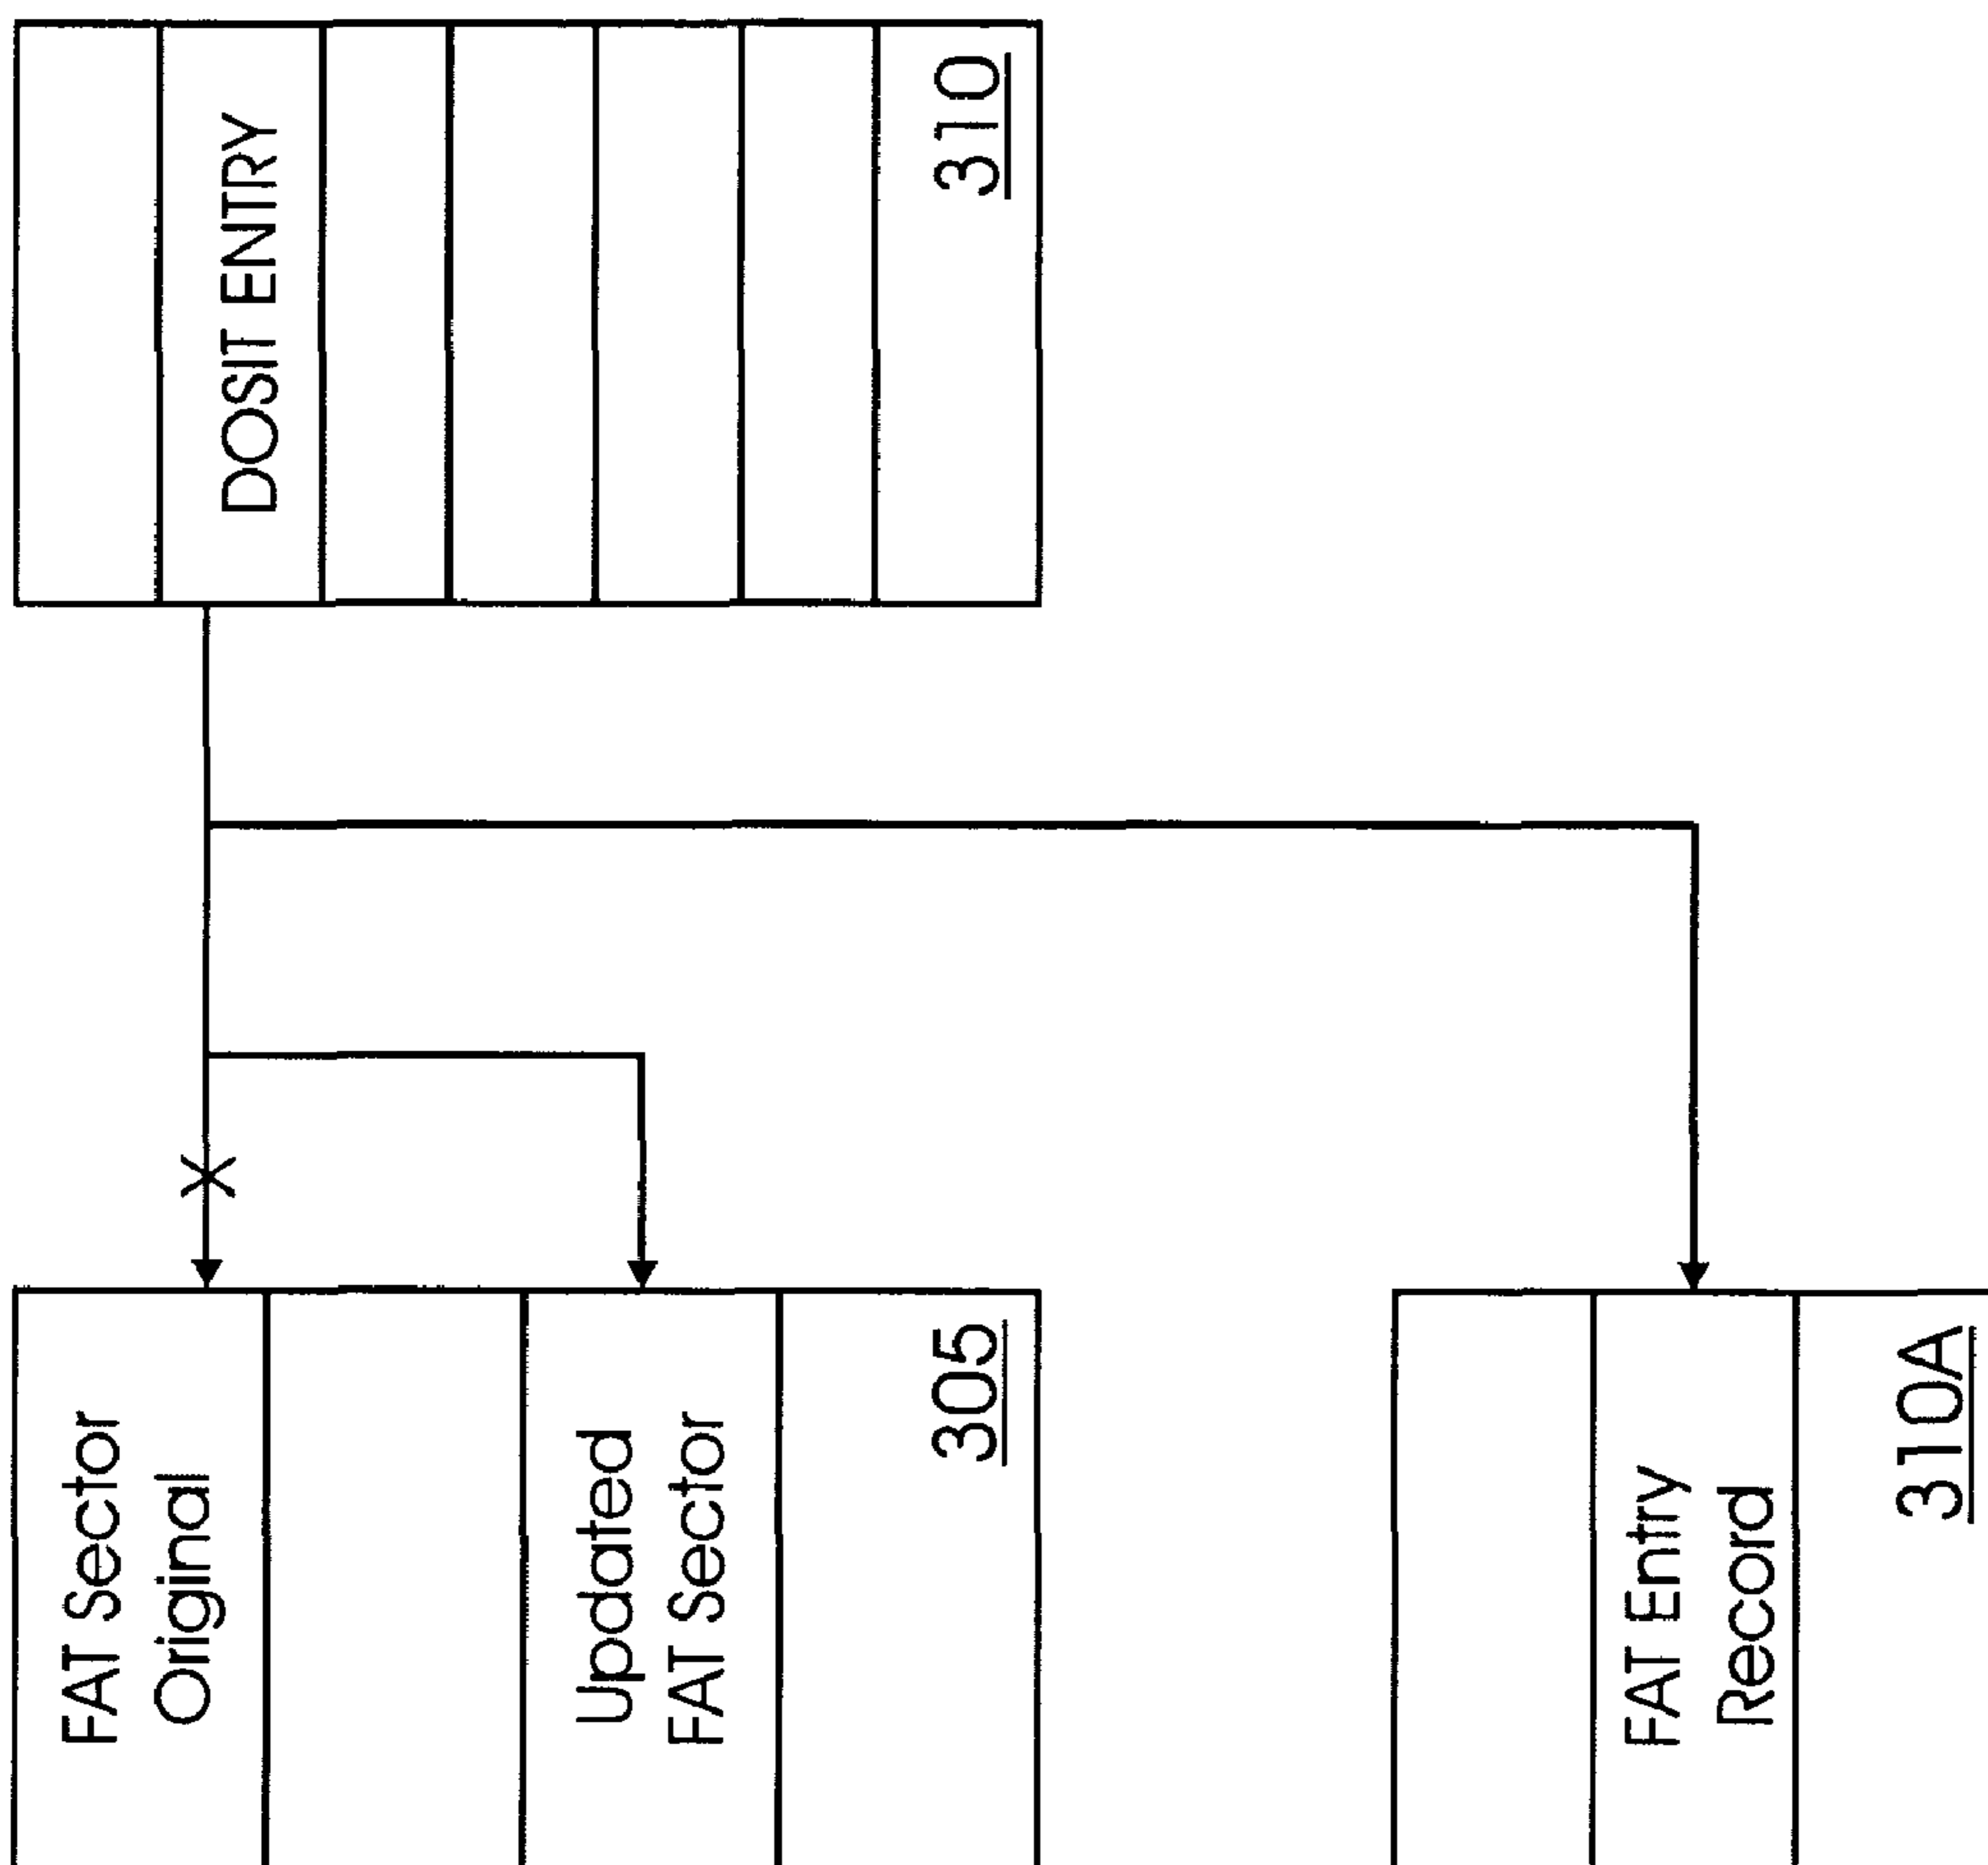 DOSIT ENTRY
310
X
FAT Sector
Original
Updated
FAT Sector
305
FAT Entry
Record
310A